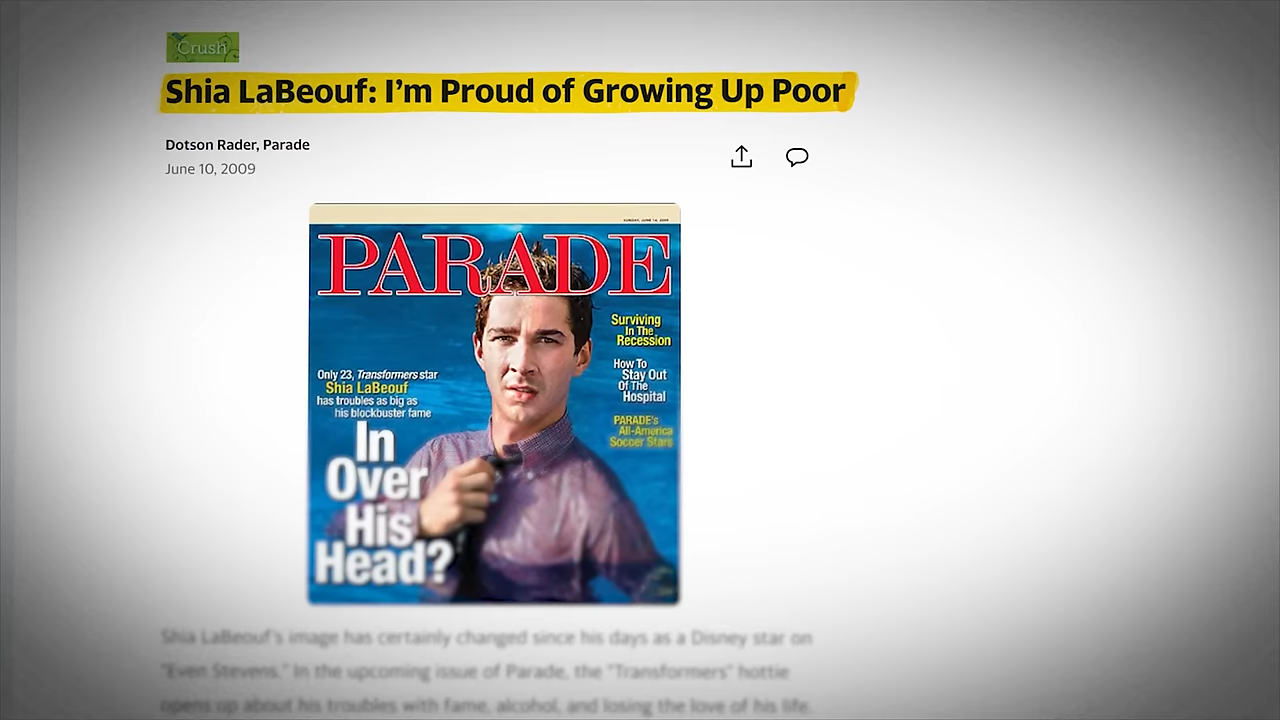 Crush
Shia LaBeouf: I'm Proud of Growing Up Poor
Dotson Rader, Parade
June 10, 2009
SUNDAY, JUNE 14, 2009
PARADE
Surviving
In The
Recession
How To
Stay Out
Of The
Hospital
PARADE's
All-America
Soccer Stars
Only 23, Transformers star
Shia LaBeouf
has troubles as big as
his blockbuster fame
In
Over
His
Head?
Shia LaBeouf's image has certainly changed since his days as a Disney star on
"Even Stevens." In the upcoming issue of Parade, the "Transformers" hottie
opens up about his troubles with fame, alcohol, and losing the love of his life.